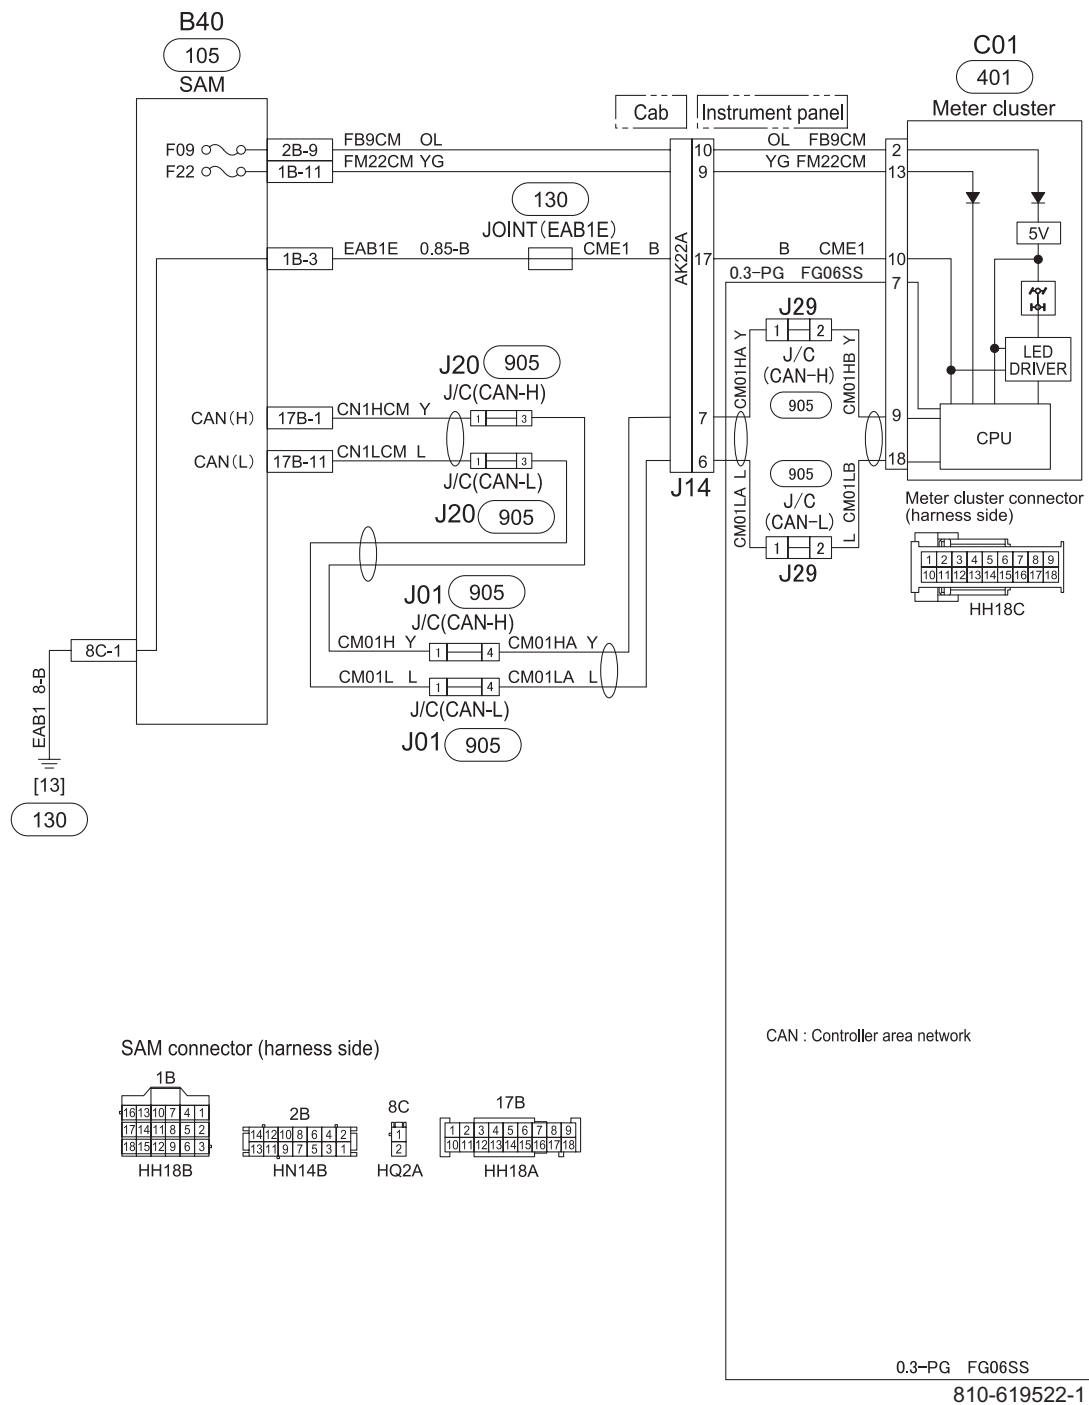 B40
105
SAM
C01
401
Meter cluster
Cab
Instrument panel
F09
2B-9
FB9CM OL
10
OL FB9CM
2
F22
1B-11
FM22CM YG
9
YG FM22CM
13
130
JOINT(EAB1E)
5V
1B-3
EAB1E 0.85-B
CME1 B
AK22A
17
B CME1
10
0.3-PG FG06SS
7
J29
1 2
J/C
(CAN-H)
905
CM01HA Y
CM01HB Y
LED
DRIVER
J20 905
J/C(CAN-H)
CAN(H)
17B-1
CN1HCM Y
1 3
7
9
CPU
CAN(L)
17B-11
CN1LCM L
1 3
6
18
J/C(CAN-L)
J20 905
J14
905
J/C
(CAN-L)
CM01LA L
L CM01LB
1 2
J29
Meter cluster connector
(harness side)
1 2 3 4 5 6 7 8 9
10 11 12 13 14 15 16 17 18
HH18C
J01 905
J/C(CAN-H)
CM01H Y
1 4
CM01HA Y
8C-1
CM01L L
1 4
CM01LA L
J/C(CAN-L)
J01 905
EAB1 8-B
[13]
130
CAN : Controller area network
SAM connector (harness side)
1B
16 13 10 7 4 1
17 14 11 8 5 2
18 15 12 9 6 3
HH18B
2B
14 12 10 8 6 4 2
13 11 9 7 5 3 1
HN14B
8C
1
2
HQ2A
17B
1 2 3 4 5 6 7 8 9
10 11 12 13 14 15 16 17 18
HH18A
0.3-PG FG06SS
810-619522-1